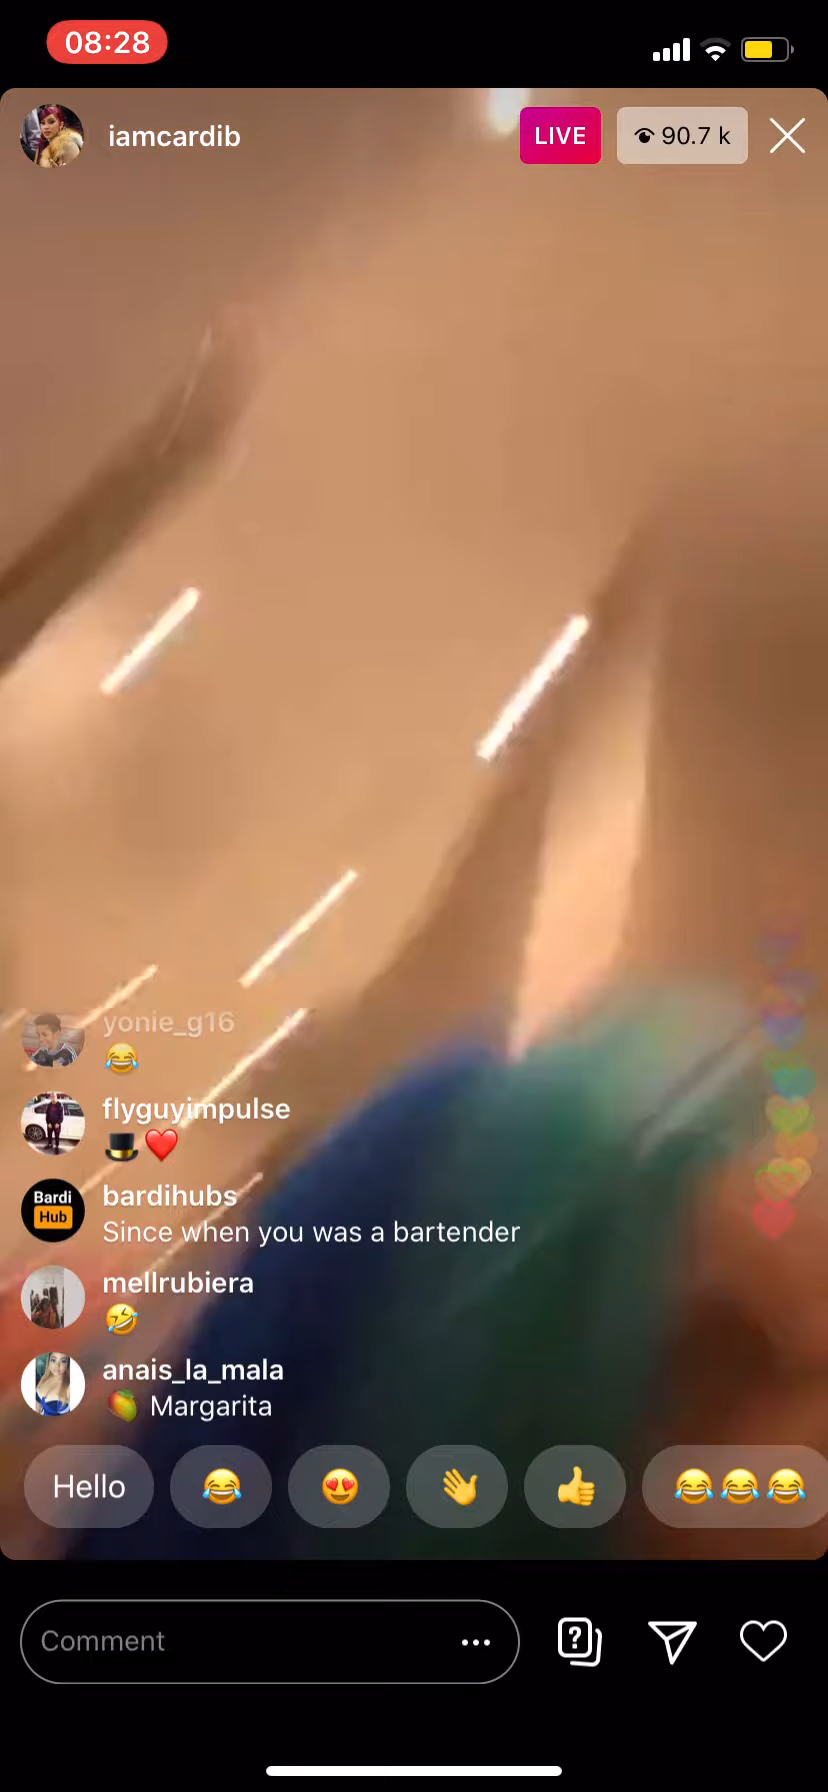 08:28
iamcardib
LIVE
90.7 k
yonie_g16
😂
flyguyimpulse
🎩❤️
bardihubs
Bardi
Hub
Since when you was a bartender
mellrubiera
🤣
anais_la_mala
🥭 Margarita
Hello 😂 😍 👋 👍 😂😂😂
Comment